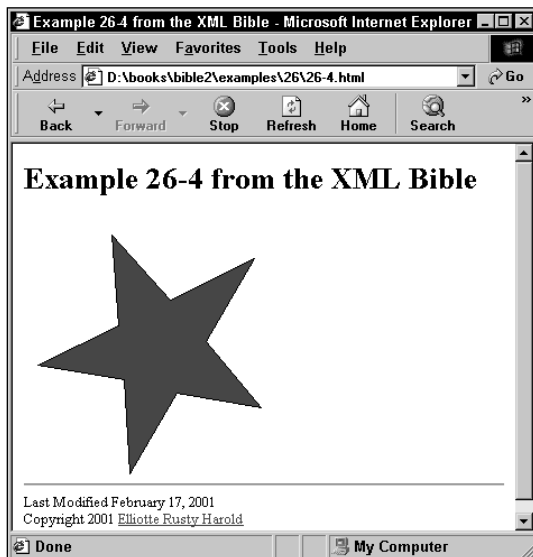 Example 26-4 from the XML Bible - Microsoft Internet Explorer
File Edit View Favorites Tools Help
Address D:\books\bible2\examples\26\26-4.html Go
Back Forward Stop Refresh Home Search »
Example 26-4 from the XML Bible
Last Modified February 17, 2001
Copyright 2001 Elliotte Rusty Harold
Done My Computer